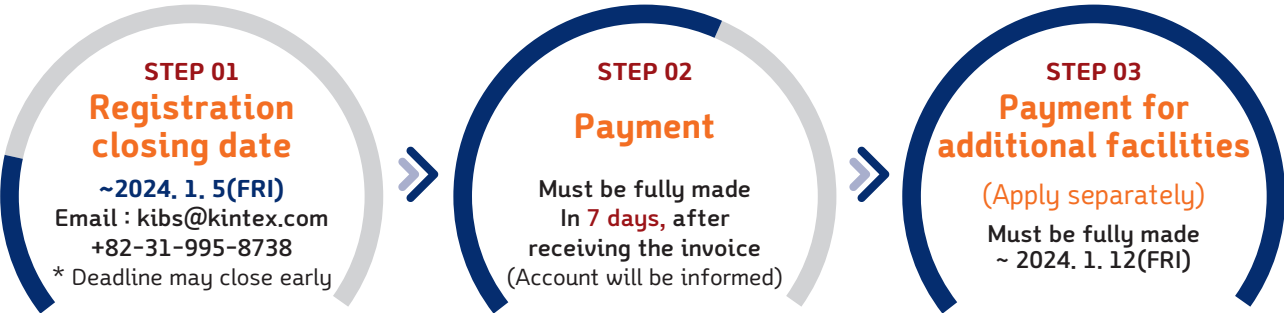 STEP 01
Registration
closing date
~2024. 1. 5(FRI)
Email : kibs@kintex.com
+82-31-995-8738
* Deadline may close early
STEP 02
Payment
Must be fully made
In 7 days, after
receiving the invoice
(Account will be informed)
STEP 03
Payment for
additional facilities
(Apply separately)
Must be fully made
~ 2024. 1. 12(FRI)